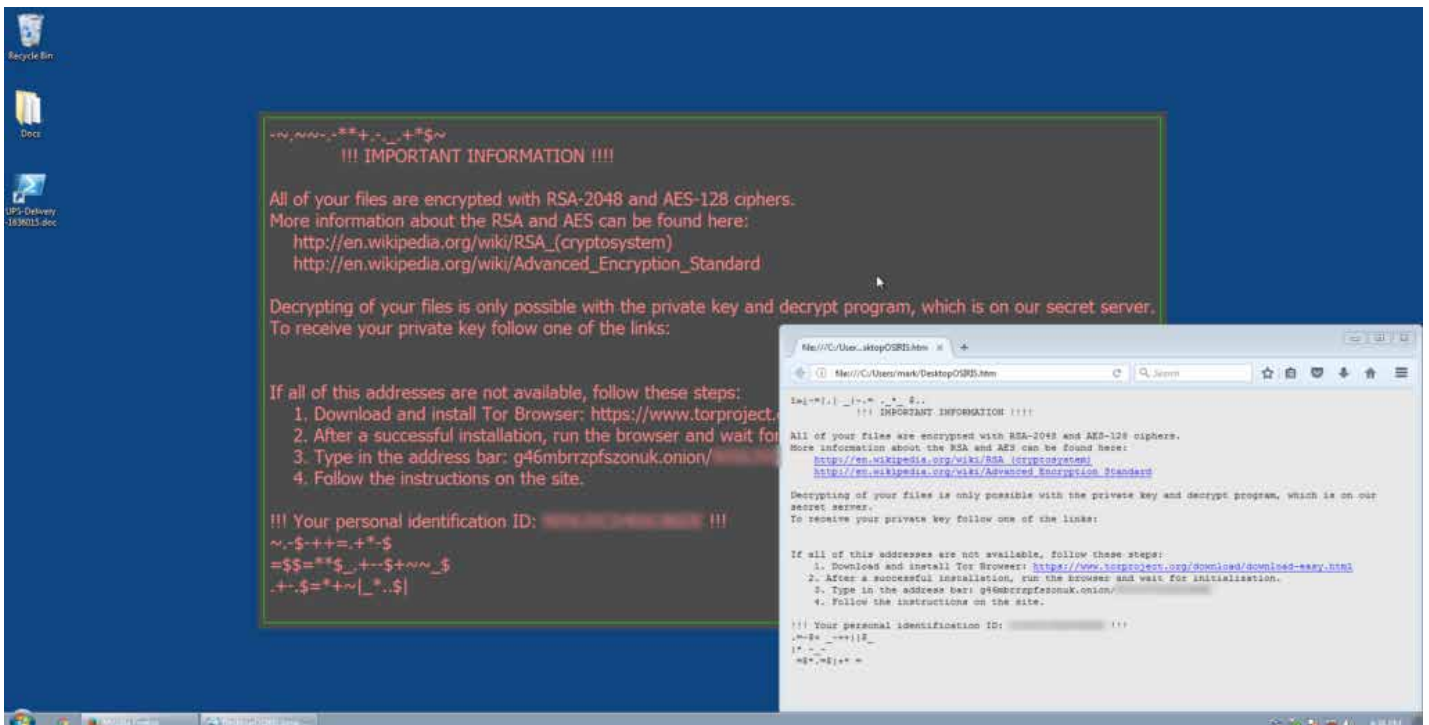 Recycle Bin
Docs
UPS-Delivery
-1636015.doc
-~.~~-.-**+.-._.+*$~
!!! IMPORTANT INFORMATION !!!!
All of your files are encrypted with RSA-2048 and AES-128 ciphers.
More information about the RSA and AES can be found here:
http://en.wikipedia.org/wiki/RSA_(cryptosystem)
http://en.wikipedia.org/wiki/Advanced_Encryption_Standard
Decrypting of your files is only possible with the private key and decrypt program, which is on our secret server.
To receive your private key follow one of the links:
If all of this addresses are not available, follow these steps:
1. Download and install Tor Browser: https://www.torproject.
2. After a successful installation, run the browser and wait for
3. Type in the address bar: g46mbrrzpfszonuk.onion/
4. Follow the instructions on the site.
!!! Your personal identification ID: !!!
~.-$-++=.+*-$
=$$=**$_.+--$+~~_$
.+-.$=*+~|_*..$|
file:///C:/User...sktopOSIRIS.htm
file:///C:/Users/mark/DesktopOSIRIS.htm
Search
!!! IMPORTANT INFORMATION !!!!
All of your files are encrypted with RSA-2048 and AES-128 ciphers.
More information about the RSA and AES can be found here:
http://en.wikipedia.org/wiki/RSA_(cryptosystem)
http://en.wikipedia.org/wiki/Advanced_Encryption_Standard
Decrypting of your files is only possible with the private key and decrypt program, which is on our
secret server.
To receive your private key follow one of the links:
If all of this addresses are not available, follow these steps:
1. Download and install Tor Browser: https://www.torproject.org/download/download-easy.html
2. After a successful installation, run the browser and wait for initialization.
3. Type in the address bar: g46mbrrzpfszonuk.onion/
4. Follow the instructions on the site.
!!! Your personal identification ID: !!!